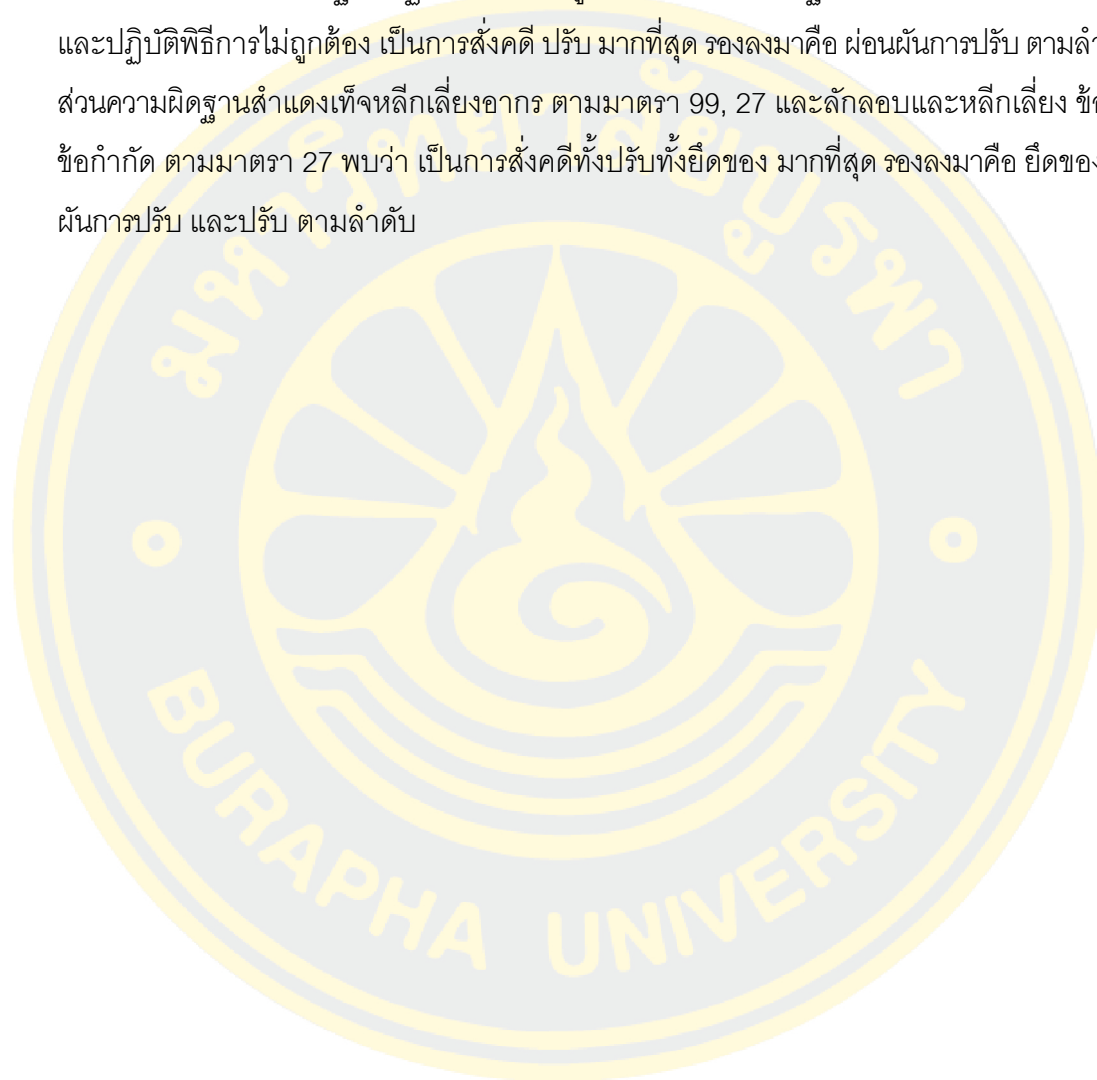 และปฏิบัติพิธีการไม่ถูกต้อง เป็นการสั่งคดี ปรับ มากที่สุด รองลงมาคือ ผ่อนผันการปรับ
ส่วนความผิดฐานสำแดงเท็จหลีกเลี่ยงอากร ตามมาตรา 99, 27 และลักลอบและหลีกเลี่ยง
ข้อกำกัด ตามมาตรา 27 พบว่า เป็นการสั่งคดีทั้งปรับทั้งยึดของ มากที่สุด รองลงมาคือ ยึดของ
ผันการปรับ และปรับ ตามลำดับ
มหาวิทยาลัยบูรพา
BURAPHA UNIVERSITY